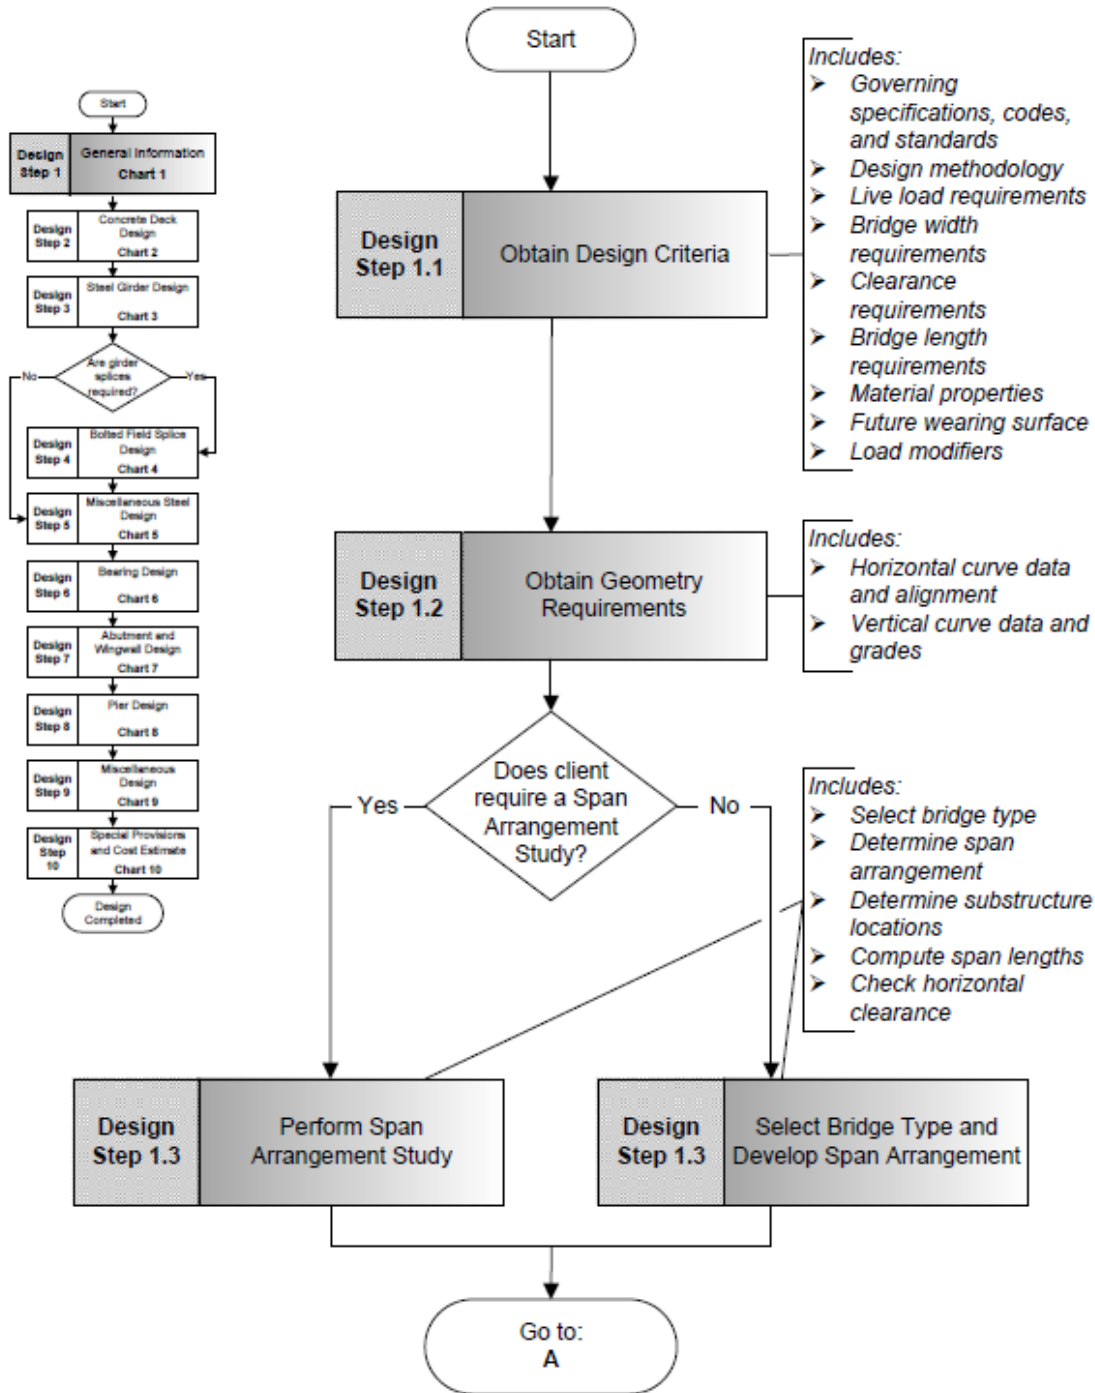 Start
Design
Step 1
General Information
Chart 1
Design
Step 2
Concrete Deck
Design
Chart 2
Design
Step 3
Steel Girder Design
Chart 3
Are girder
splices
required?
No
Yes
Design
Step 4
Bolted Field Splice
Design
Chart 4
Design
Step 5
Miscellaneous Steel
Design
Chart 5
Design
Step 6
Bearing Design
Chart 6
Design
Step 7
Abutment and
Wingwall Design
Chart 7
Design
Step 8
Pier Design
Chart 8
Design
Step 9
Miscellaneous
Design
Chart 9
Design
Step
10
Special Provisions
and Cost Estimate
Chart 10
Design
Completed
Start
Design
Step 1.1
Obtain Design Criteria
Includes:
➢ Governing
specifications, codes,
and standards
➢ Design methodology
➢ Live load requirements
➢ Bridge width
requirements
➢ Clearance
requirements
➢ Bridge length
requirements
➢ Material properties
➢ Future wearing surface
➢ Load modifiers
Design
Step 1.2
Obtain Geometry
Requirements
Includes:
➢ Horizontal curve data
and alignment
➢ Vertical curve data and
grades
Does client
require a Span
Arrangement
Study?
Yes
No
Includes:
➢ Select bridge type
➢ Determine span
arrangement
➢ Determine substructure
locations
➢ Compute span lengths
➢ Check horizontal
clearance
Design
Step 1.3
Perform Span
Arrangement Study
Design
Step 1.3
Select Bridge Type and
Develop Span Arrangement
Go to:
A